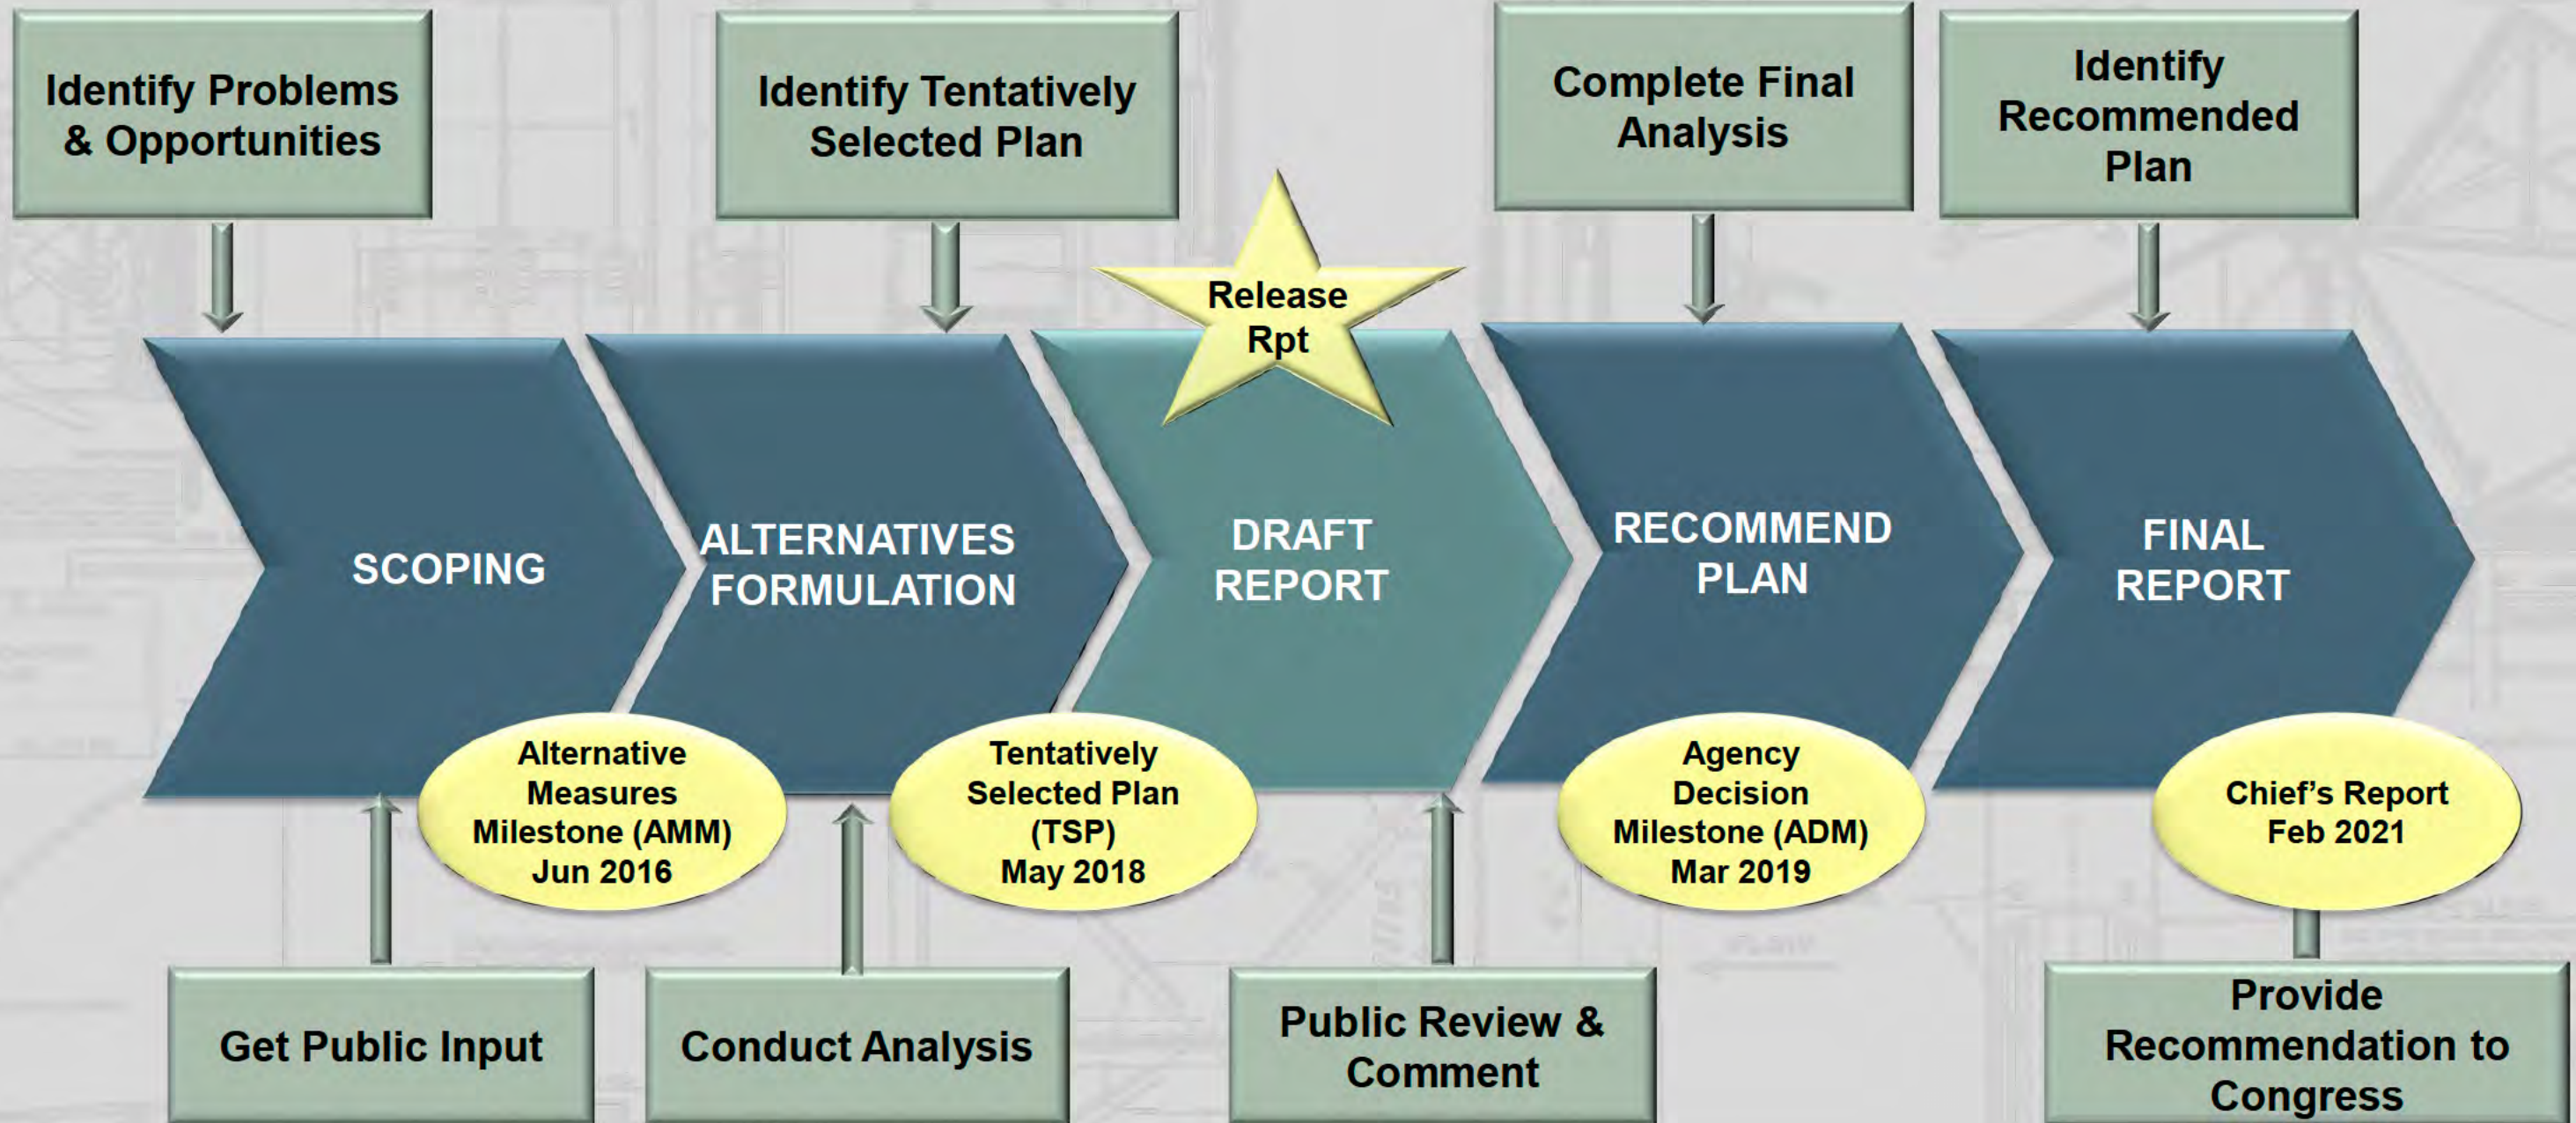 Identify Problems
& Opportunities
Identify Tentatively
Selected Plan
Complete Final
Analysis
Identify
Recommended
Plan
Release
Rpt
SCOPING
ALTERNATIVES
FORMULATION
DRAFT
REPORT
RECOMMEND
PLAN
FINAL
REPORT
Alternative
Measures
Milestone (AMM)
Jun 2016
Tentatively
Selected Plan
(TSP)
May 2018
Agency
Decision
Milestone (ADM)
Mar 2019
Chief's Report
Feb 2021
Get Public Input
Conduct Analysis
Public Review &
Comment
Provide
Recommendation to
Congress